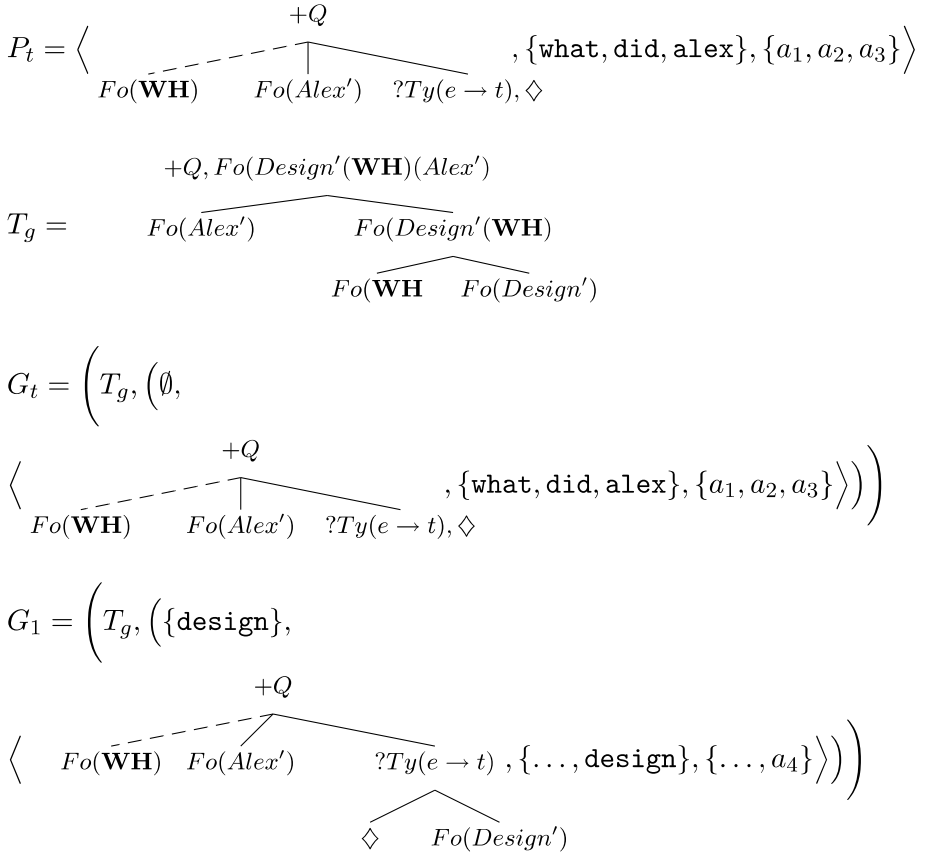 +Q
P_t = ⟨ , {what, did, alex}, {a_1, a_2, a_3}⟩
Fo(WH) Fo(Alex′) ?Ty(e → t), ◇
+Q, Fo(Design′(WH)(Alex′)
T_g = Fo(Alex′) Fo(Design′(WH)
Fo(WH Fo(Design′)
G_t = (T_g, (∅,
+Q
⟨ , {what, did, alex}, {a_1, a_2, a_3}⟩))
Fo(WH) Fo(Alex′) ?Ty(e → t), ◇
G_1 = (T_g, ({design},
+Q
⟨ Fo(WH) Fo(Alex′) ?Ty(e → t) , {..., design}, {..., a_4}⟩))
◇ Fo(Design′)